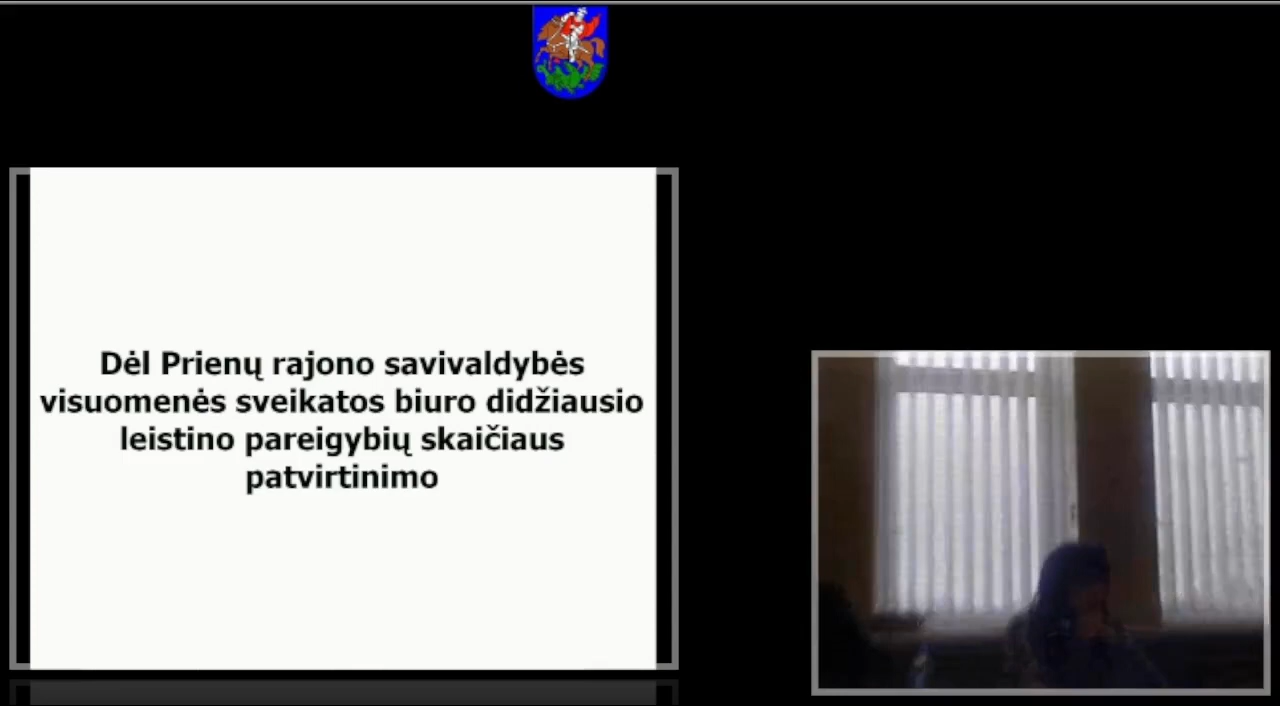 Dėl Prienų rajono savivaldybės
visuomenės sveikatos biuro didžiausio
leistino pareigybių skaičiaus
patvirtinimo